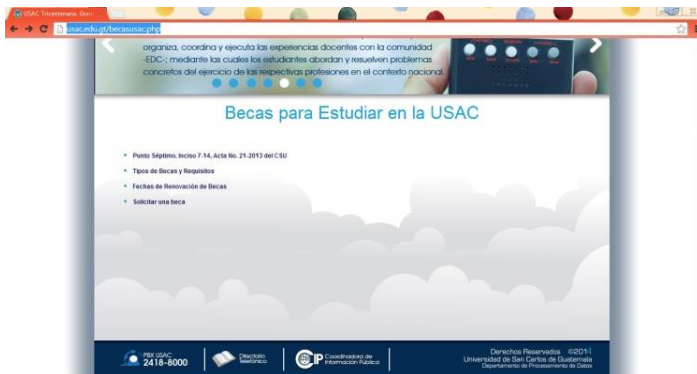 USAC Tricentenaria. Gran
usac.edu.gt/becasusac.php
organiza, coordina y ejecuta las experiencias docentes con la comunidad
-EDC-; mediante las cuales los estudiantes abordan y resuelven problemas
concretos del ejercicio de las respectivas profesiones en el contexto nacional.
Becas para Estudiar en la USAC
Punto Séptimo, Inciso 7-14, Acta No. 21-2013 del CSU
Tipos de Becas y Requisitos
Fechas de Renovación de Becas
Solicitar una beca
PBX USAC
2418-8000
Directorio
Telefónico
CIP Coordinadora de
Información Pública
Derechos Reservados ©2014
Universidad de San Carlos de Guatemala
Departamento de Procesamiento de Datos